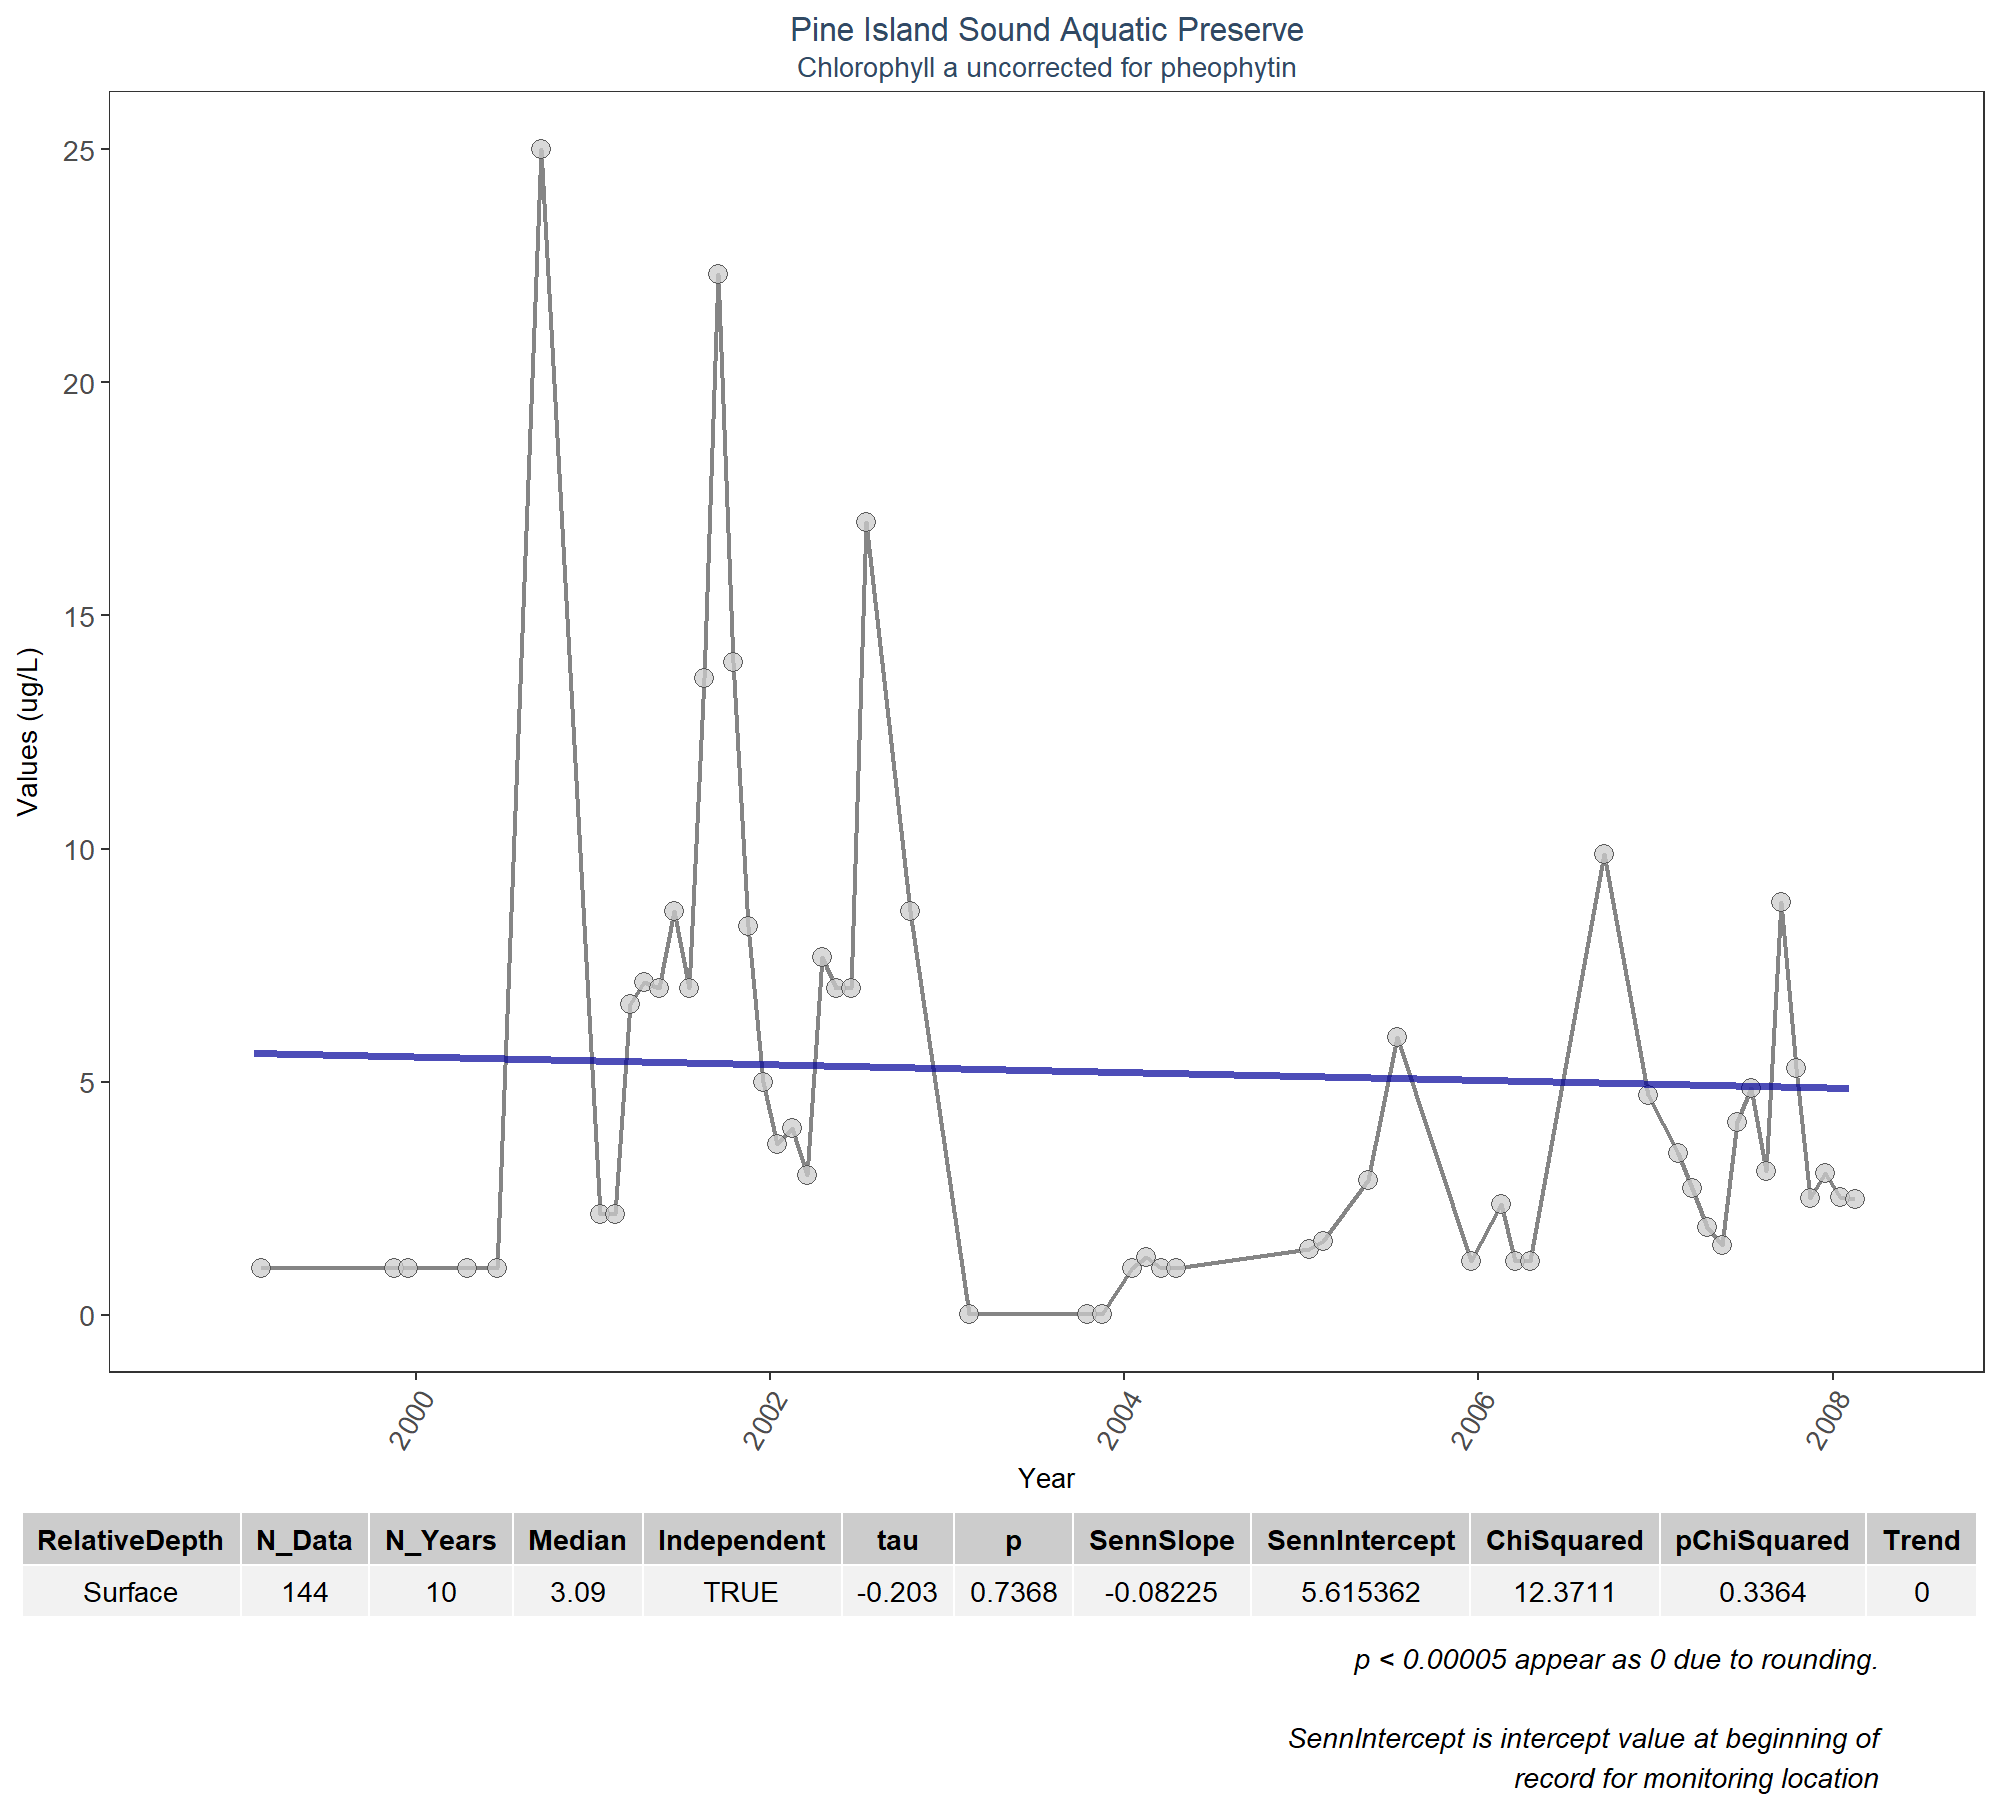 Pine Island Sound Aquatic Preserve
Chlorophyll a uncorrected for pheophytin
25
20
15
10
5
0
Values (ug/L)
2000
2002
2004
2006
2008
Year
RelativeDepth N_Data N_Years Median Independent tau p SennSlope SennIntercept ChiSquared pChiSquared Trend
Surface 144 10 3.09 TRUE -0.203 0.7368 -0.08225 5.615362 12.3711 0.3364 0
p < 0.00005 appear as 0 due to rounding.
SennIntercept is intercept value at beginning of
record for monitoring location